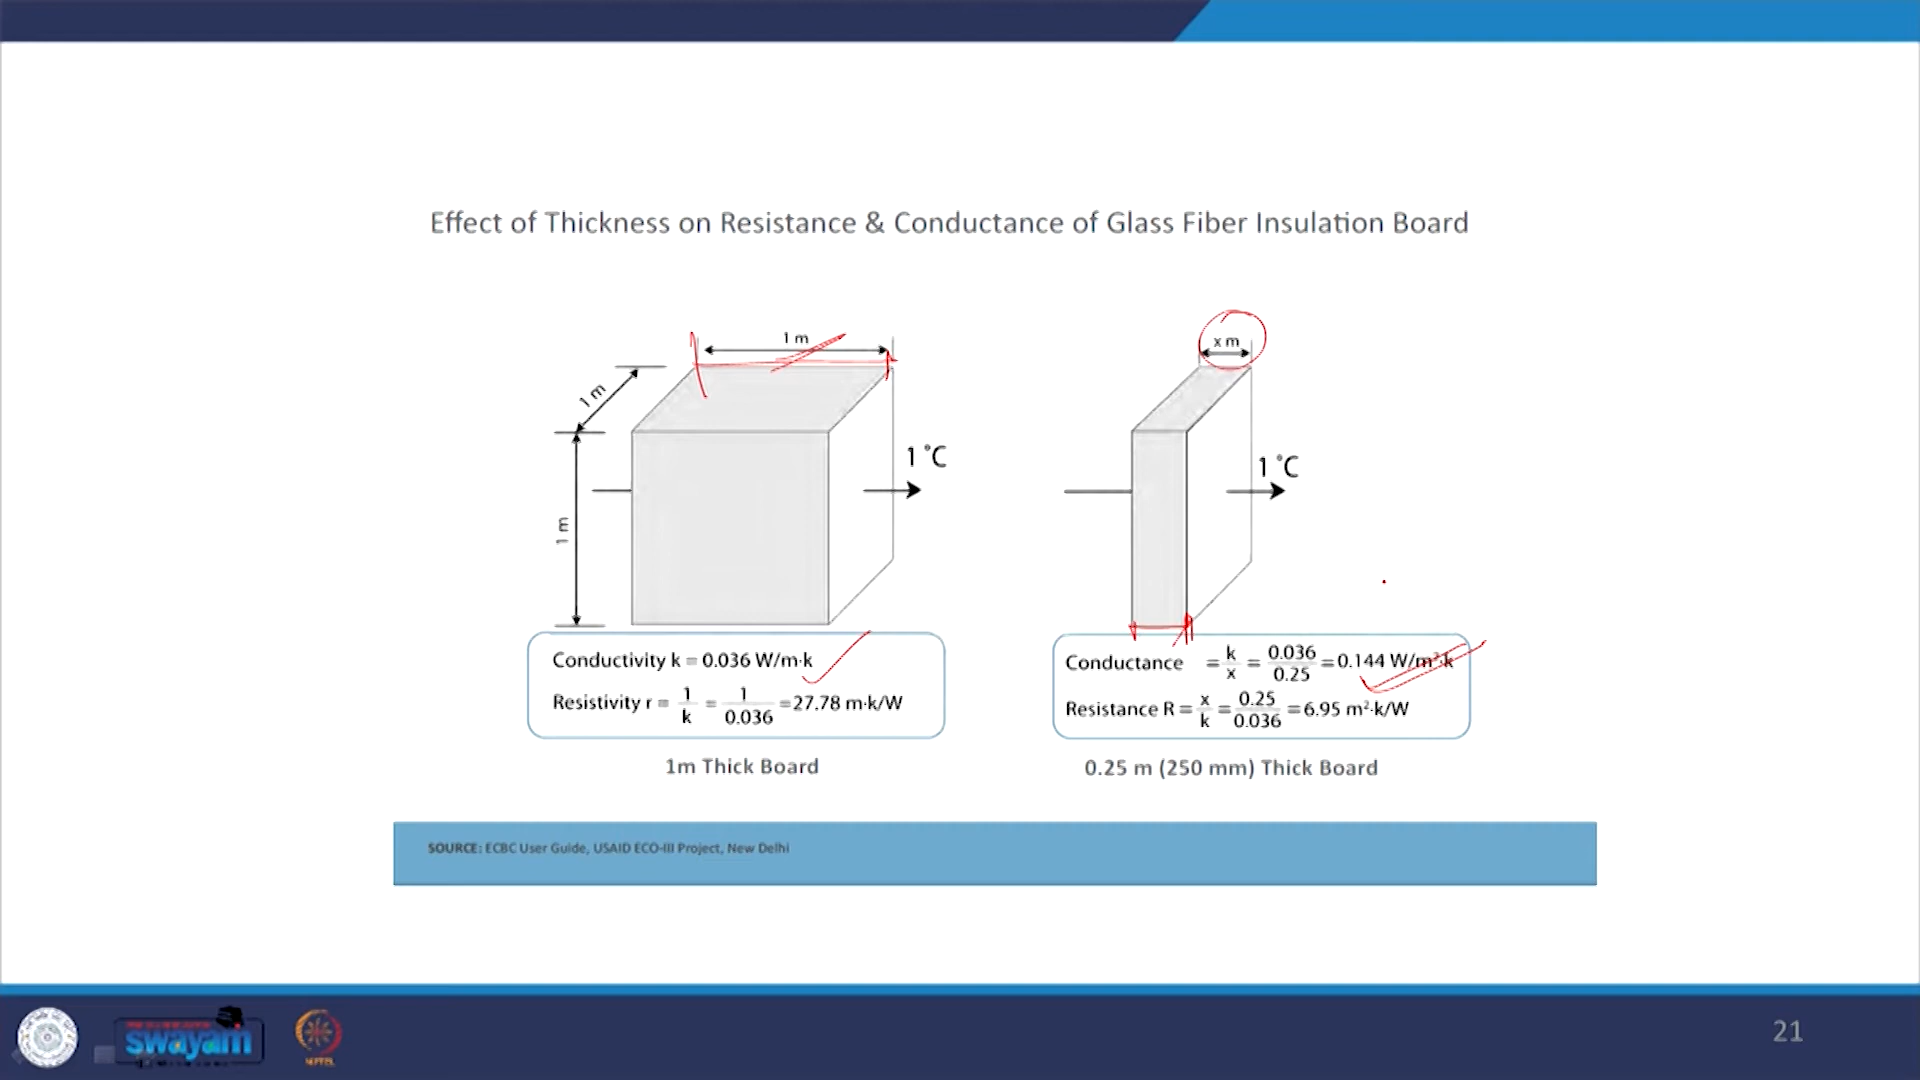 Effect of Thickness on Resistance & Conductance of Glass Fiber Insulation Board
1 m
1 m
1 m
1 °C
x m
1 °C
Conductivity k = 0.036 W/m·k
Resistivity r = 1/k = 1/0.036 =27.78 m·k/W
1m Thick Board
Conductance = k/x = 0.036/0.25 =0.144 W/m²·k
Resistance R = x/k = 0.25/0.036 =6.95 m²·k/W
0.25 m (250 mm) Thick Board
SOURCE: ECBC User Guide, USAID ECO-III Project, New Delhi
swayam
21